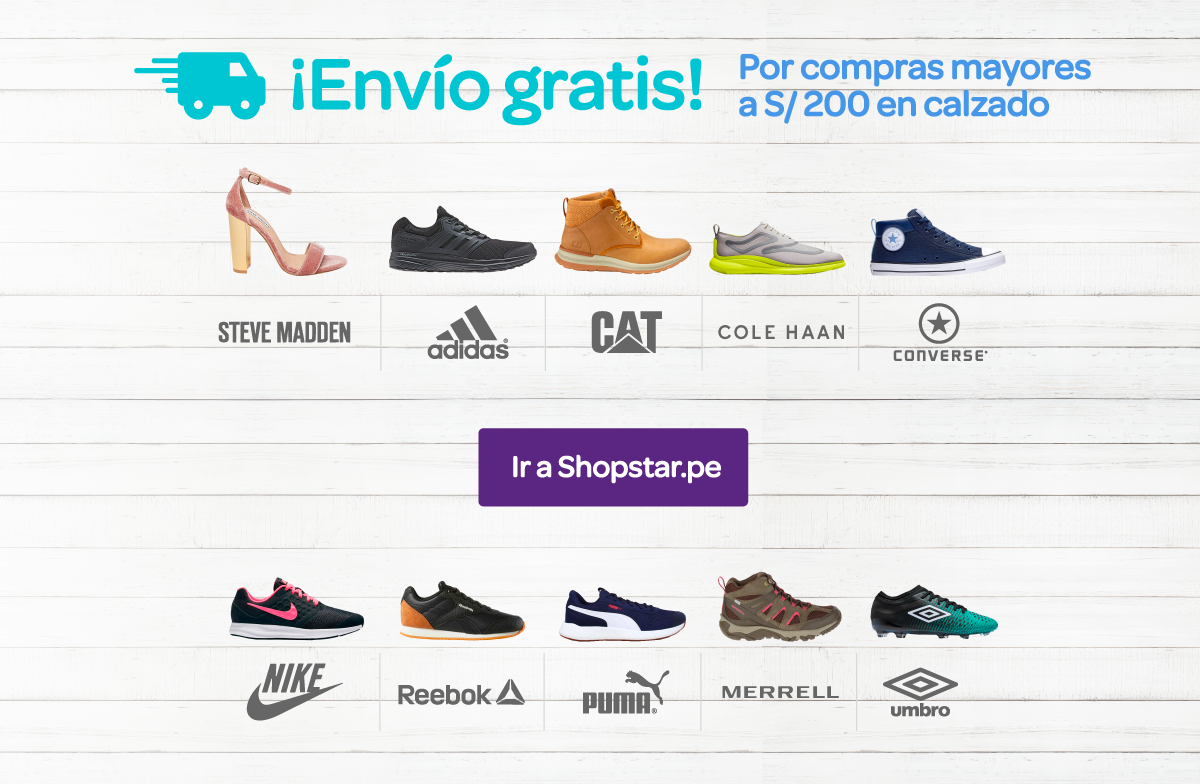 ¡Envío gratis!
Por compras mayores
a S/ 200 en calzado
STEVE MADDEN
adidas®
CAT
COLE HAAN
CONVERSE
Ir a Shopstar.pe
NIKE
Reebok
PUMA®
MERRELL
umbro